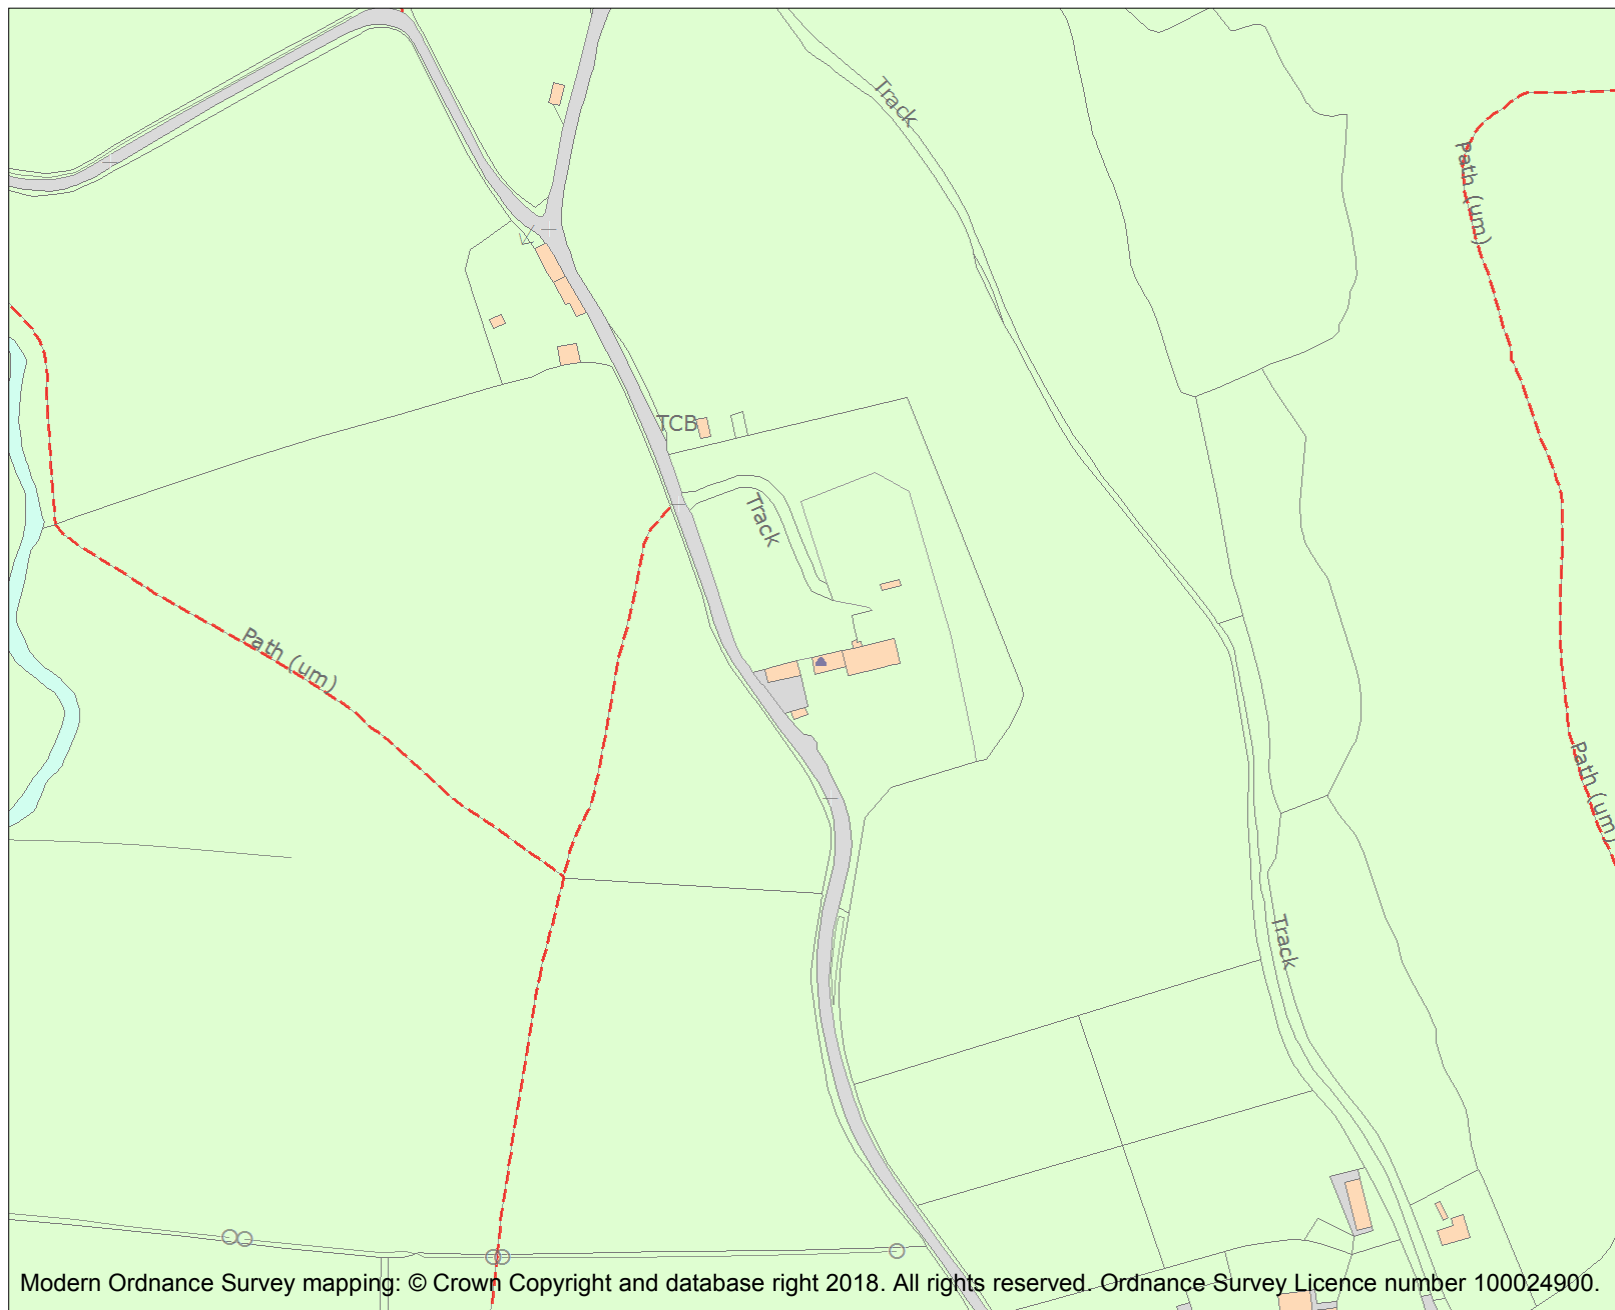 Track
Path (um)
TCB
Track
Path (um)
Path (um)
Track
Modern Ordnance Survey mapping: © Crown Copyright and database right 2018. All rights reserved. Ordnance Survey Licence number 100024900.